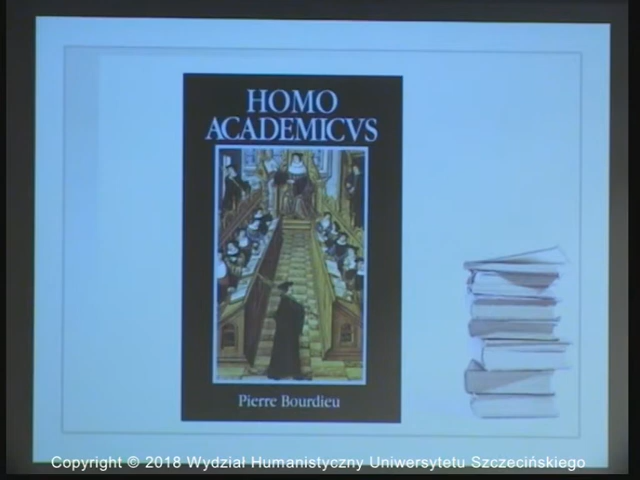 HOMO
ACADEMICVS
Pierre Bourdieu
Copyright © 2018 Wydział Humanistyczny Uniwersytetu Szczecińskiego